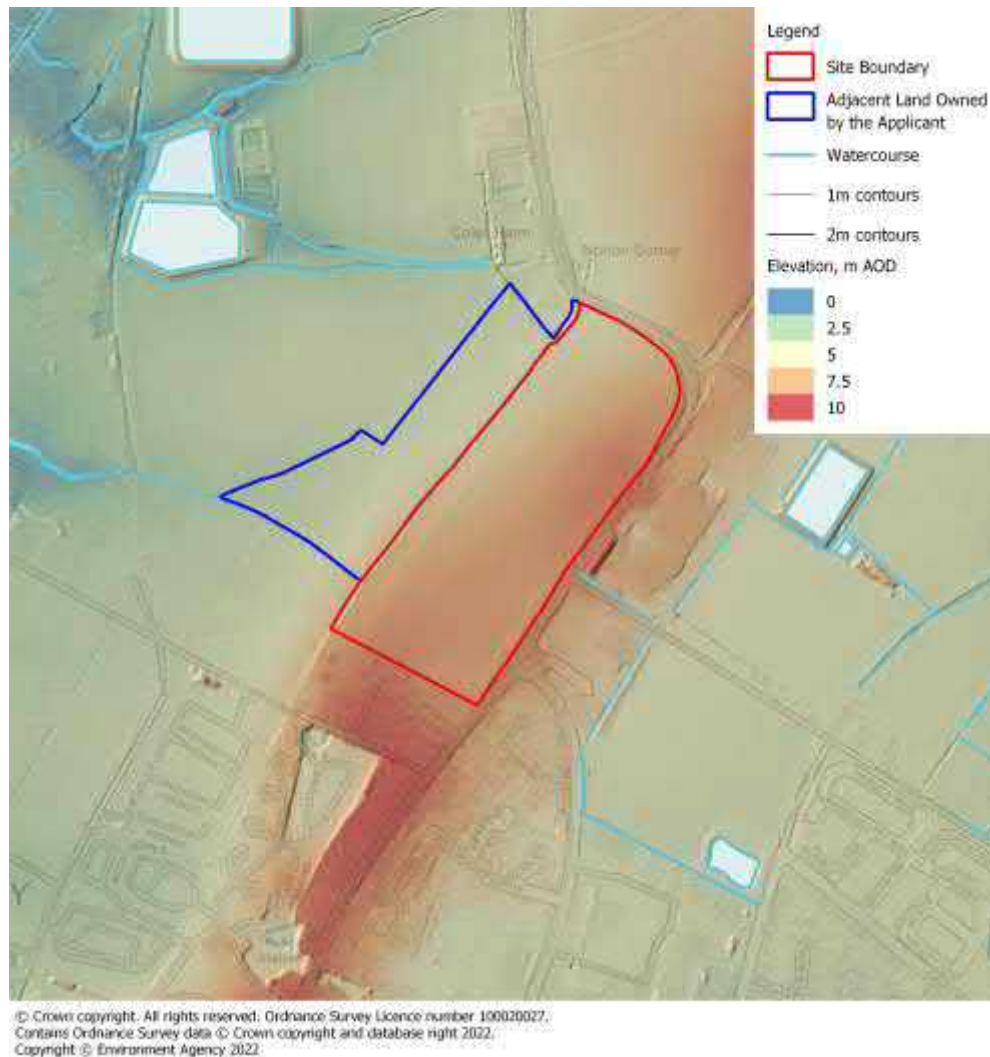 Legend
Site Boundary
Adjacent Land Owned
by the Applicant
Watercourse
1m contours
2m contours
Elevation, m AOD
0
2.5
5
7.5
10
Norton Corner
© Crown copyright. All rights reserved. Ordnance Survey Licence number 100020027.
Contains Ordnance Survey data © Crown copyright and database right 2022.
Copyright © Environment Agency 2022